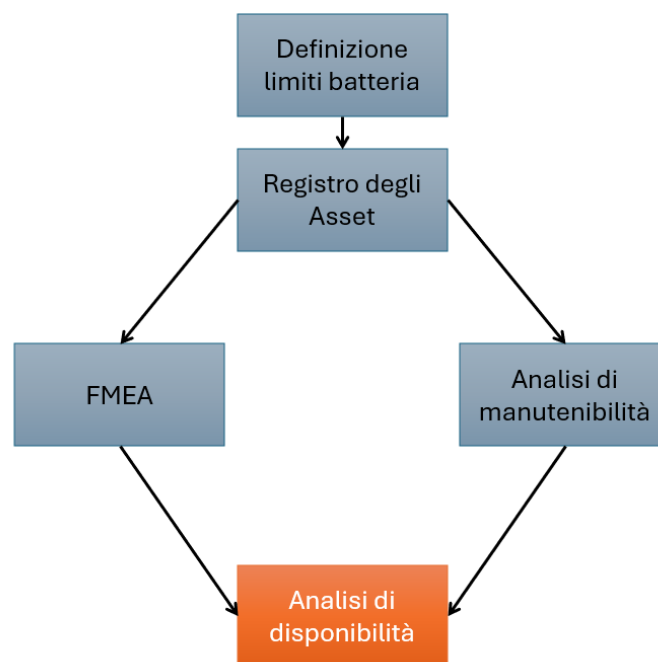 Definizione
limiti batteria
Registro degli
Asset
FMEA
Analisi di
manutenibilità
Analisi di
disponibilità